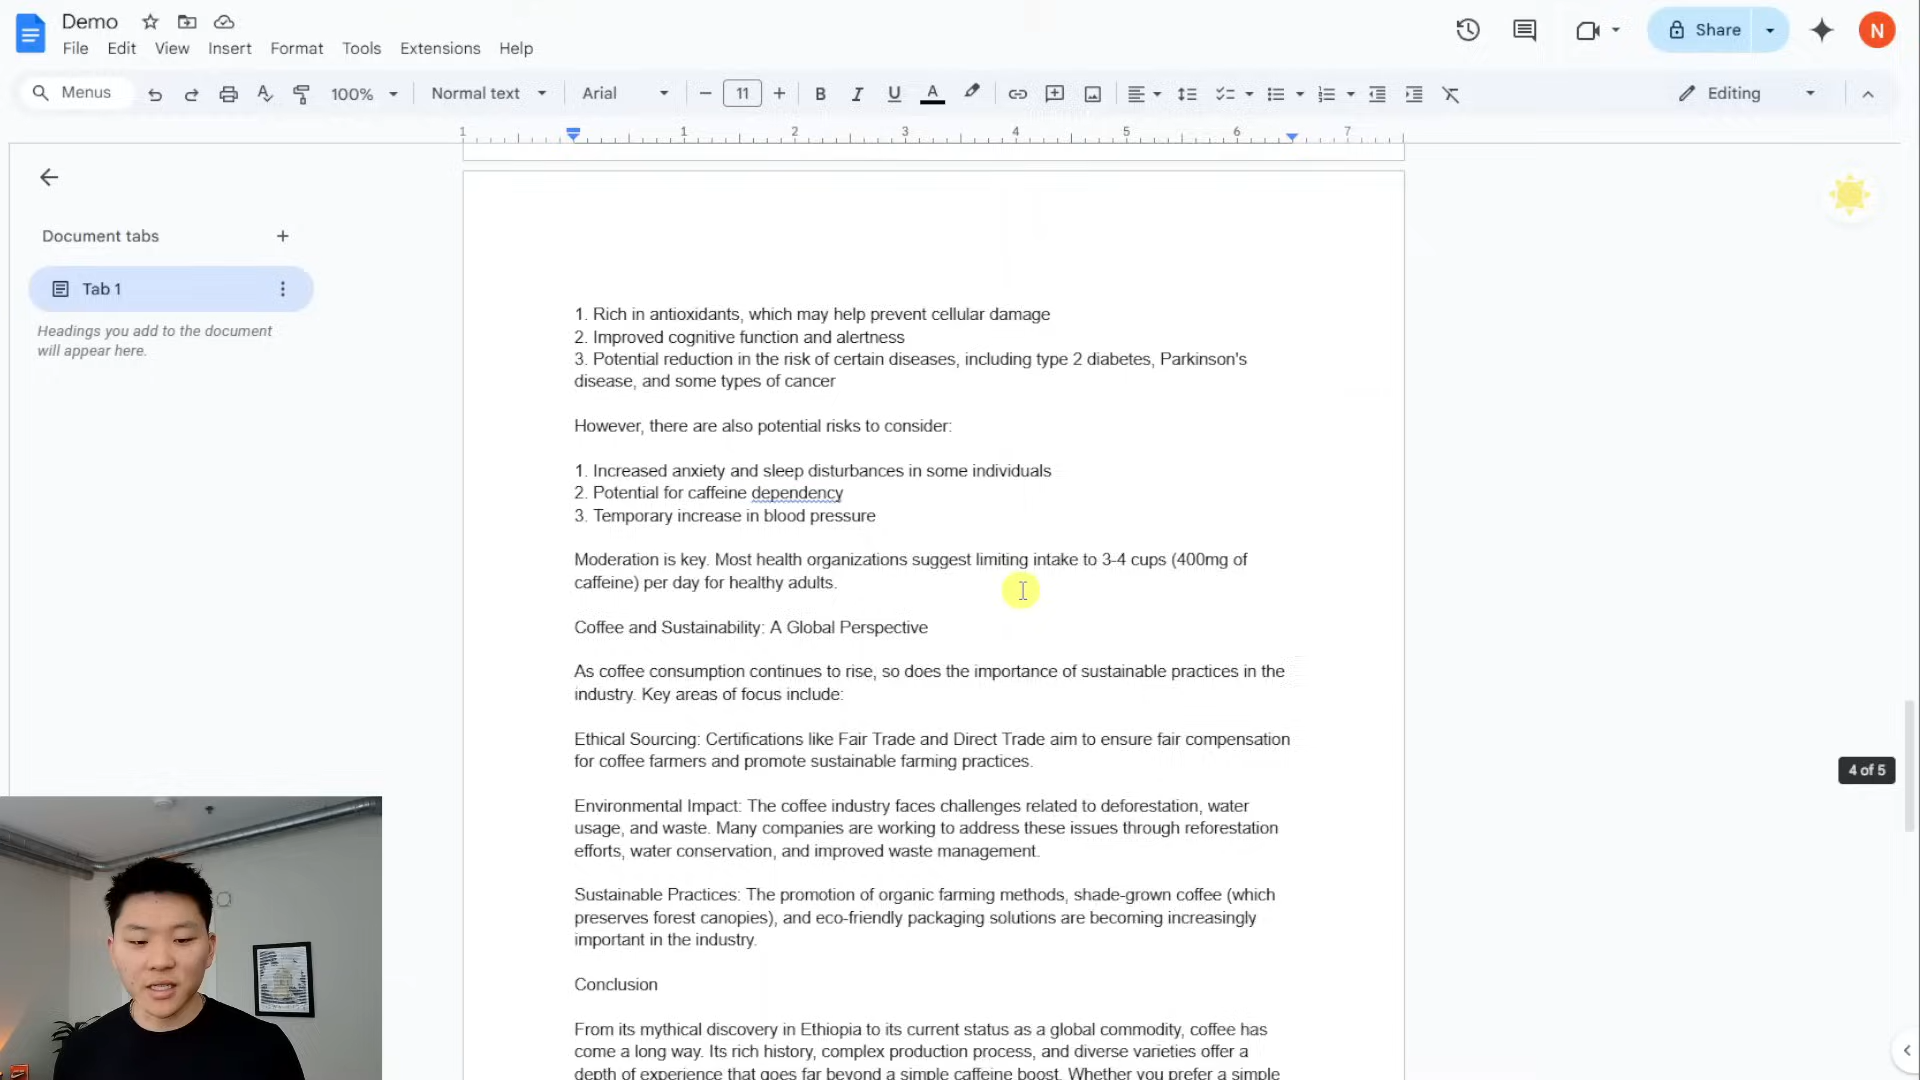 Demo
File Edit View Insert Format Tools Extensions Help
Share
N
Menus
100%
Normal text
Arial
11
B I U A
Editing
1 1 2 3 4 5 6 7
Document tabs
Tab 1
Headings you add to the document
will appear here.
1. Rich in antioxidants, which may help prevent cellular damage
2. Improved cognitive function and alertness
3. Potential reduction in the risk of certain diseases, including type 2 diabetes, Parkinson's
disease, and some types of cancer
However, there are also potential risks to consider:
1. Increased anxiety and sleep disturbances in some individuals
2. Potential for caffeine dependency
3. Temporary increase in blood pressure
Moderation is key. Most health organizations suggest limiting intake to 3-4 cups (400mg of
caffeine) per day for healthy adults.
Coffee and Sustainability: A Global Perspective
As coffee consumption continues to rise, so does the importance of sustainable practices in the
industry. Key areas of focus include:
Ethical Sourcing: Certifications like Fair Trade and Direct Trade aim to ensure fair compensation
for coffee farmers and promote sustainable farming practices.
4 of 5
Environmental Impact: The coffee industry faces challenges related to deforestation, water
usage, and waste. Many companies are working to address these issues through reforestation
efforts, water conservation, and improved waste management.
Sustainable Practices: The promotion of organic farming methods, shade-grown coffee (which
preserves forest canopies), and eco-friendly packaging solutions are becoming increasingly
important in the industry.
Conclusion
From its mythical discovery in Ethiopia to its current status as a global commodity, coffee has
come a long way. Its rich history, complex production process, and diverse varieties offer a
depth of experience that goes far beyond a simple caffeine boost. Whether you prefer a simple